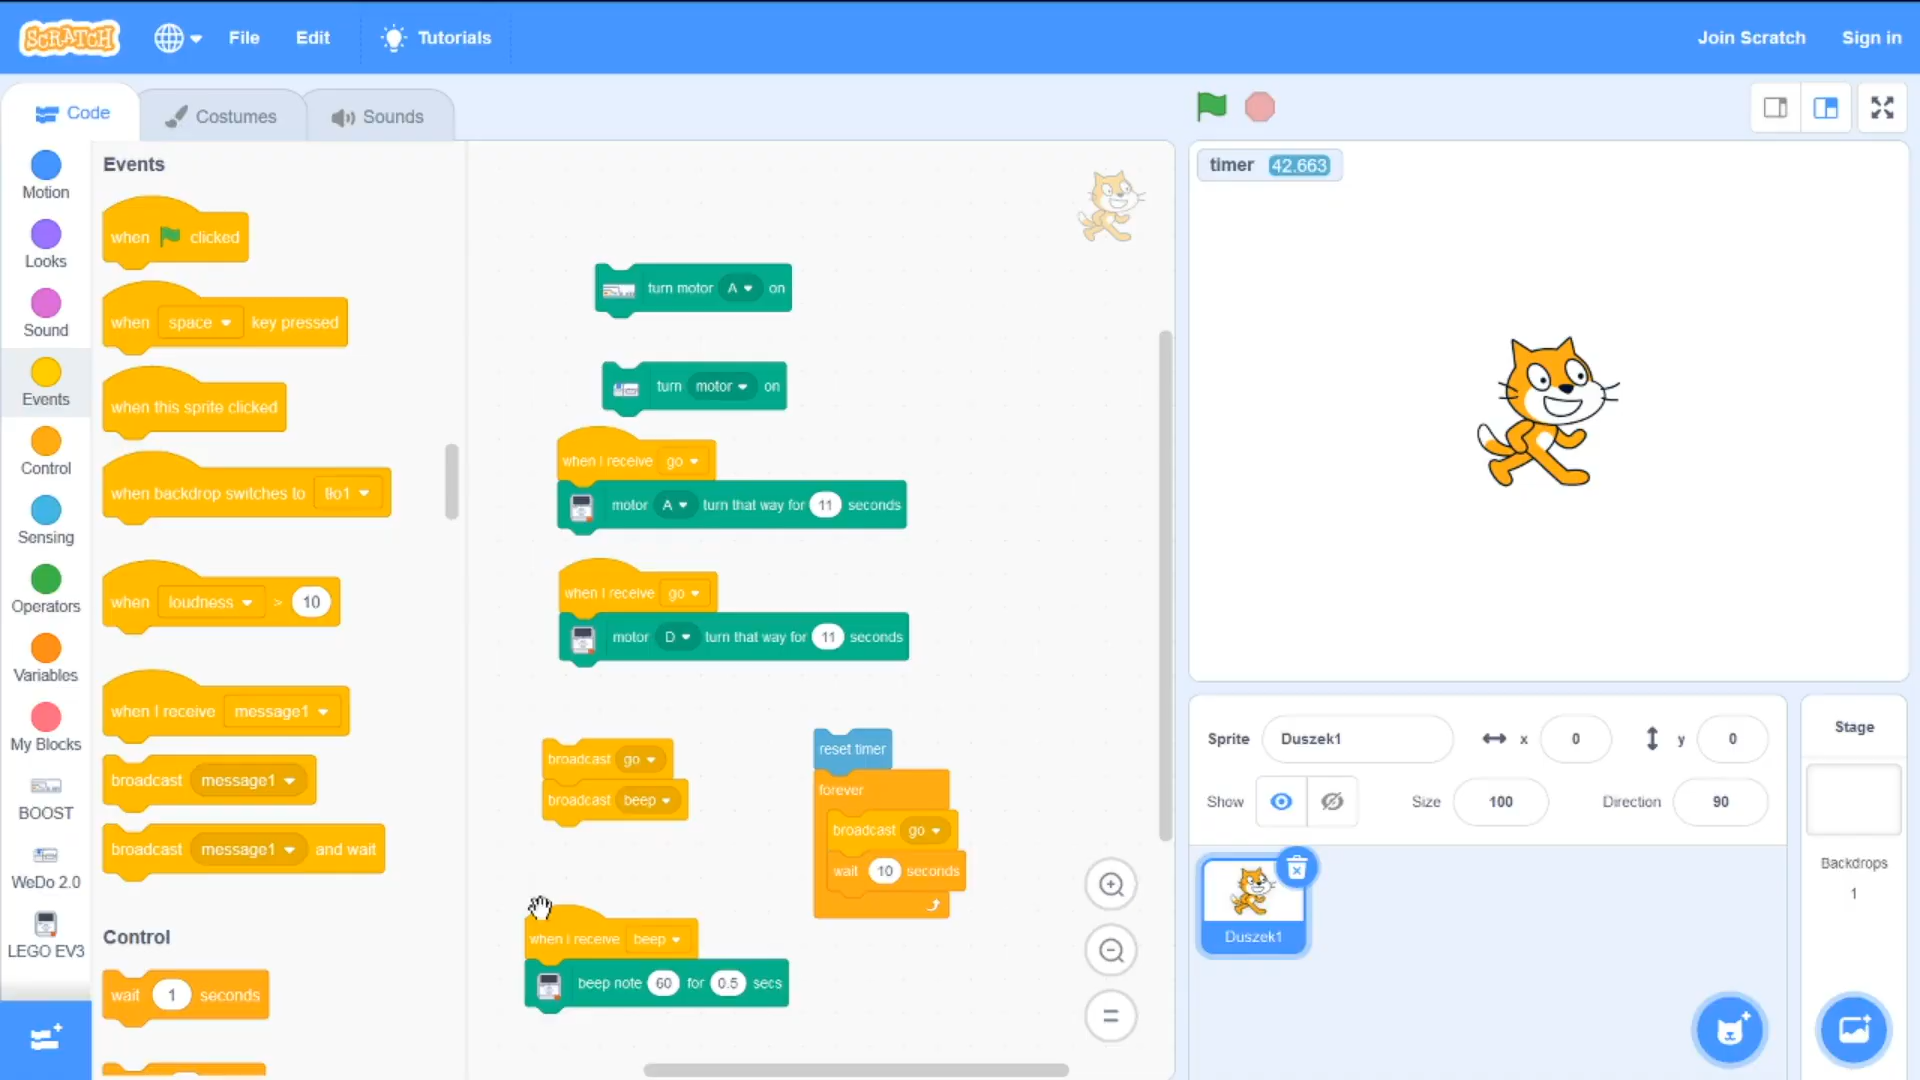 SCRATCH
File
Edit
Tutorials
Join Scratch
Sign in
Code
Costumes
Sounds
Motion
Looks
Sound
Events
Control
Sensing
Operators
Variables
My Blocks
BOOST
WeDo 2.0
LEGO EV3
Events
when clicked
when space key pressed
when this sprite clicked
when backdrop switches to tło1
when loudness > 10
when I receive message1
broadcast message1
broadcast message1 and wait
Control
wait 1 seconds
turn motor A on
turn motor on
when I receive go
motor A turn that way for 11 seconds
when I receive go
motor D turn that way for 11 seconds
broadcast go
broadcast beep
reset timer
forever
broadcast go
wait 10 seconds
when I receive beep
beep note 60 for 0.5 secs
timer 42.663
Sprite Duszek1 x 0 y 0
Show Size 100 Direction 90
Duszek1
Stage
Backdrops
1